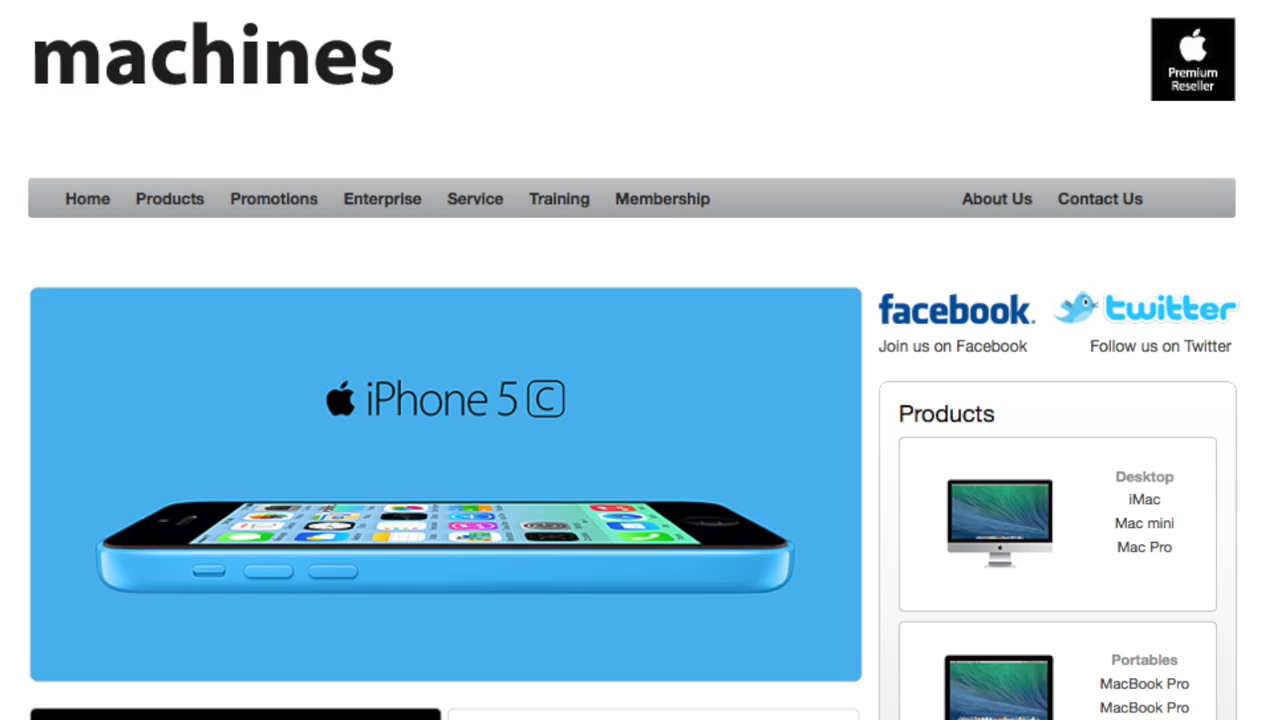 machines
Premium
Reseller
Home Products Promotions Enterprise Service Training Membership About Us Contact Us
facebook. twitter
Join us on Facebook Follow us on Twitter
iPhone 5 C
Products
Desktop
iMac
Mac mini
Mac Pro
Portables
MacBook Pro
MacBook Pro